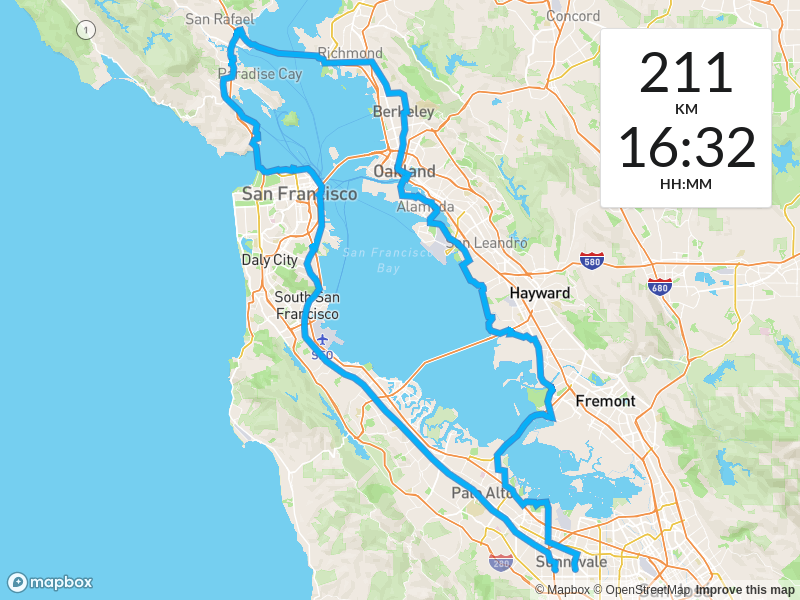 San Rafael
Concord
1
Richmond
211
KM
16:32
HH:MM
Paradise Cay
Berkeley
Oakland
San Francisco
Alameda
San Leandro
San Francisco
Bay
Daly City
580
680
South San
Francisco
Hayward
SFO
Fremont
Palo Alto
280
Sunnyvale
mapbox
© Mapbox © OpenStreetMap Improve this map